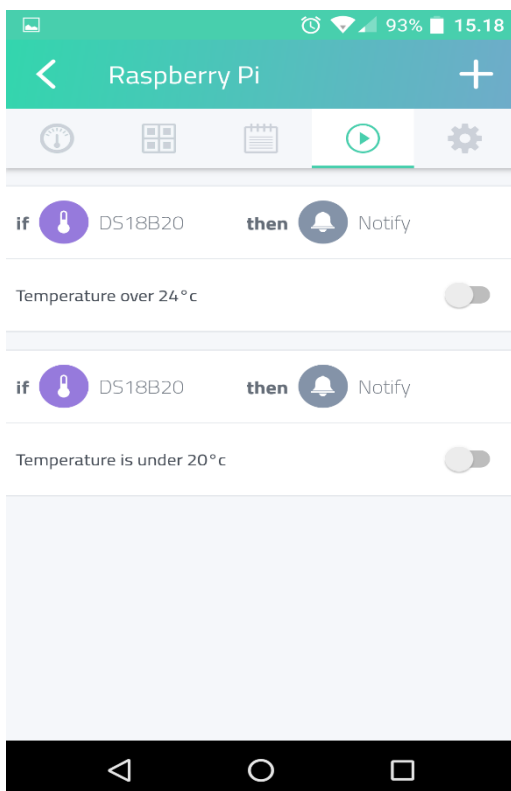 93% 15.18
Raspberry Pi
if DS18B20 then Notify
Temperature over 24°c
if DS18B20 then Notify
Temperature is under 20°c